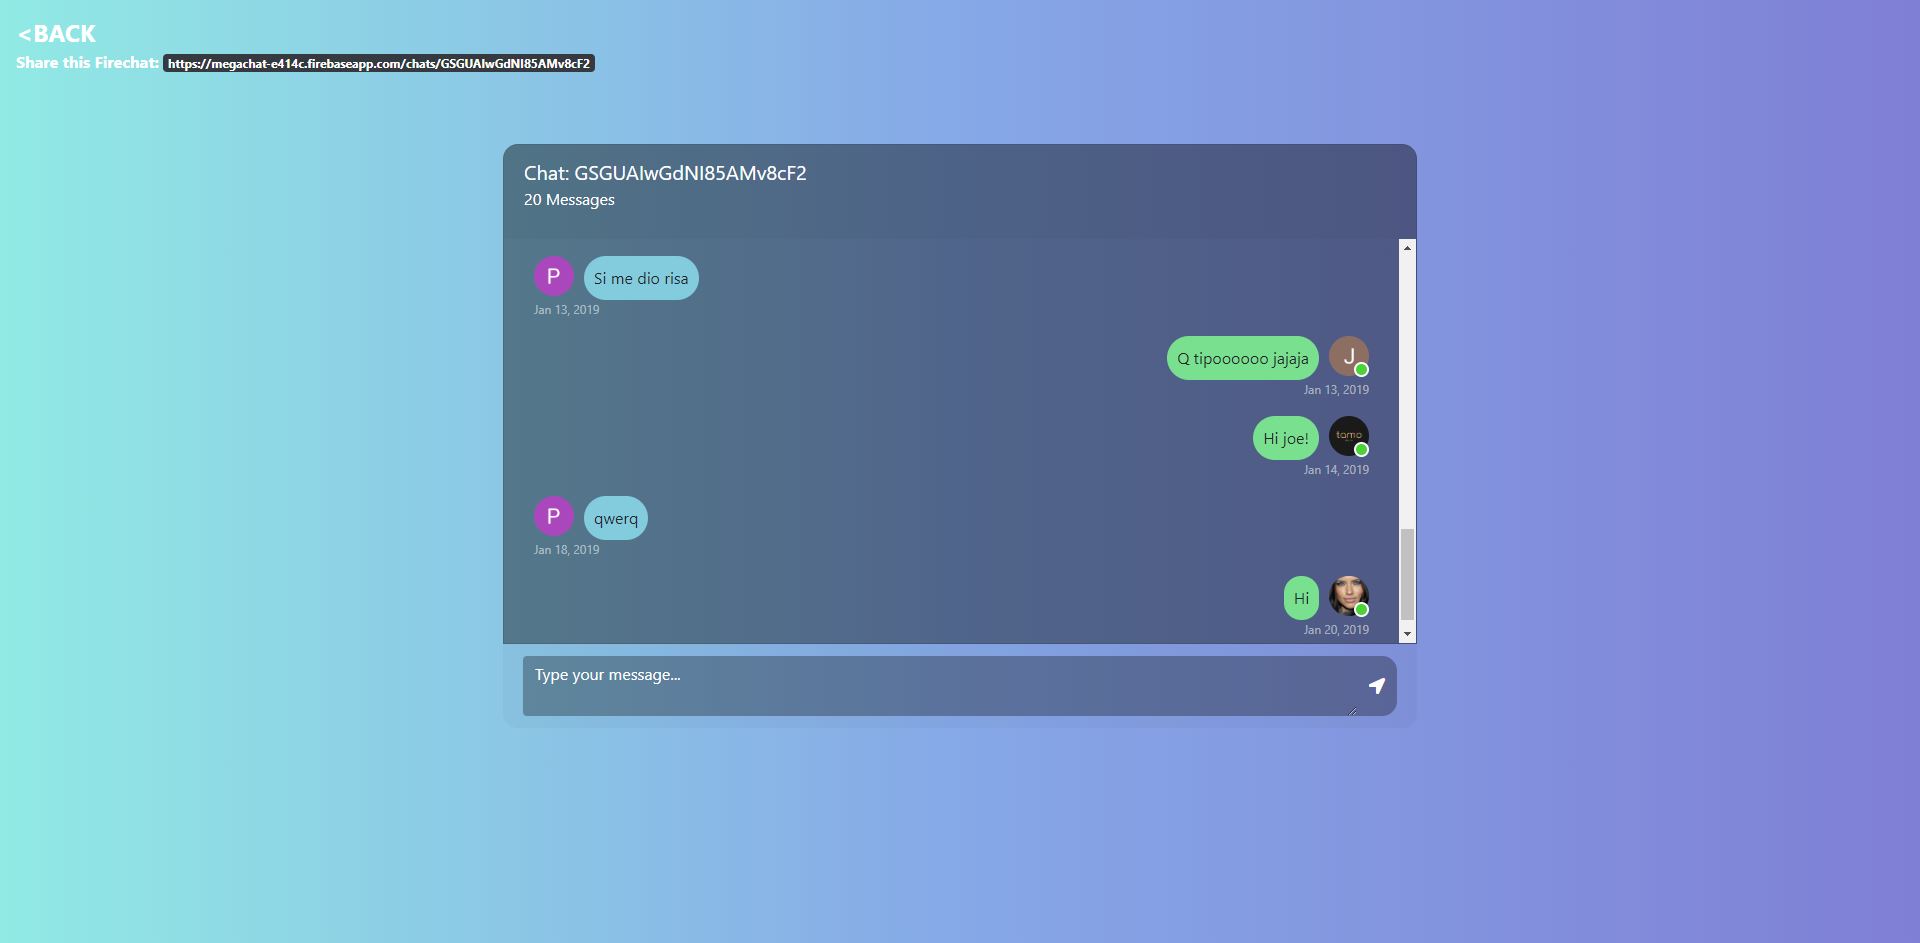 <BACK
Share this Firechat: https://megachat-e414c.firebaseapp.com/chats/GSGUAlwGdNI85AMv8cF2
Chat: GSGUAlwGdNI85AMv8cF2
20 Messages
P
Si me dio risa
Jan 13, 2019
Q tipoooooo jajaja
J
Jan 13, 2019
Hi joe!
tamo
Jan 14, 2019
P
qwerq
Jan 18, 2019
Hi
Jan 20, 2019
Type your message...